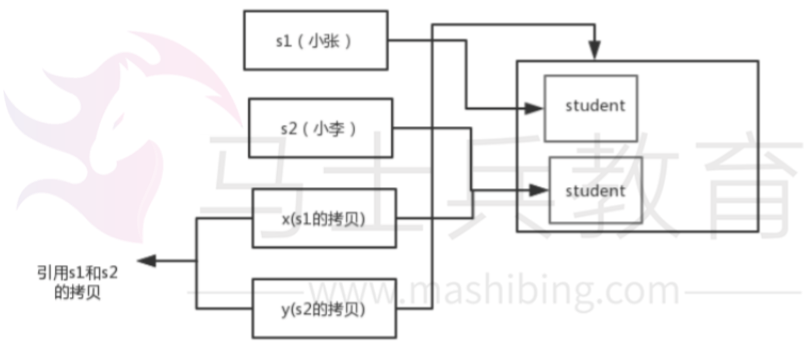 s1（小张）
student
s2（小李）
student
x(s1的拷贝)
引用s1和s2
的拷贝
y(s2的拷贝)
马士兵教育
www.mashibing.com